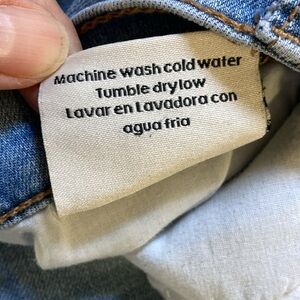 Machine wash cold water
Tumble dry low
Lavar en Lavadora con
agua fria